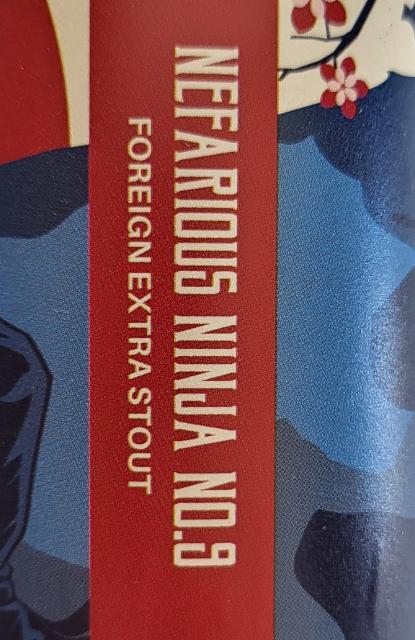 NEFARIOUS NINJA NO.9
FOREIGN EXTRA STOUT